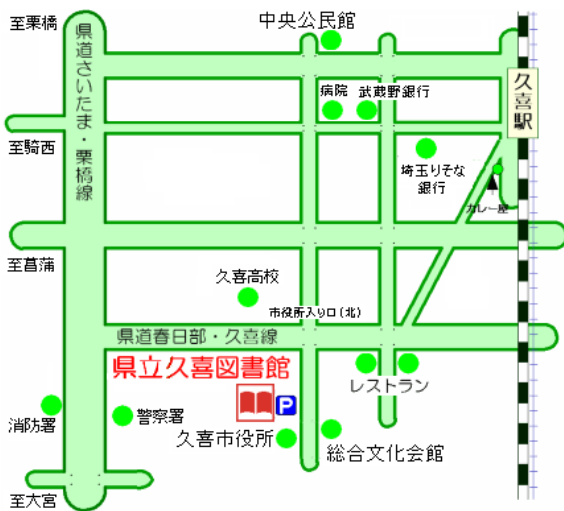 至栗橋
中央公民館
県道さいたま・栗橋線
久喜駅
病院
武蔵野銀行
至騎西
埼玉りそな
銀行
カレー屋
至菖蒲
久喜高校
市役所入り口(北)
県道春日部・久喜線
県立久喜図書館
レストラン
P
消防署
警察署
久喜市役所
総合文化会館
至大宮